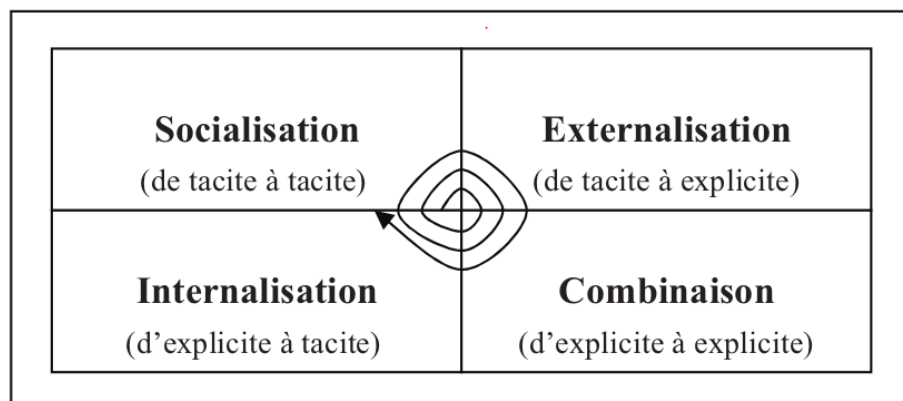 Socialisation
(de tacite à tacite)
Externalisation
(de tacite à explicite)
Internalisation
(d’explicite à tacite)
Combinaison
(d’explicite à explicite)